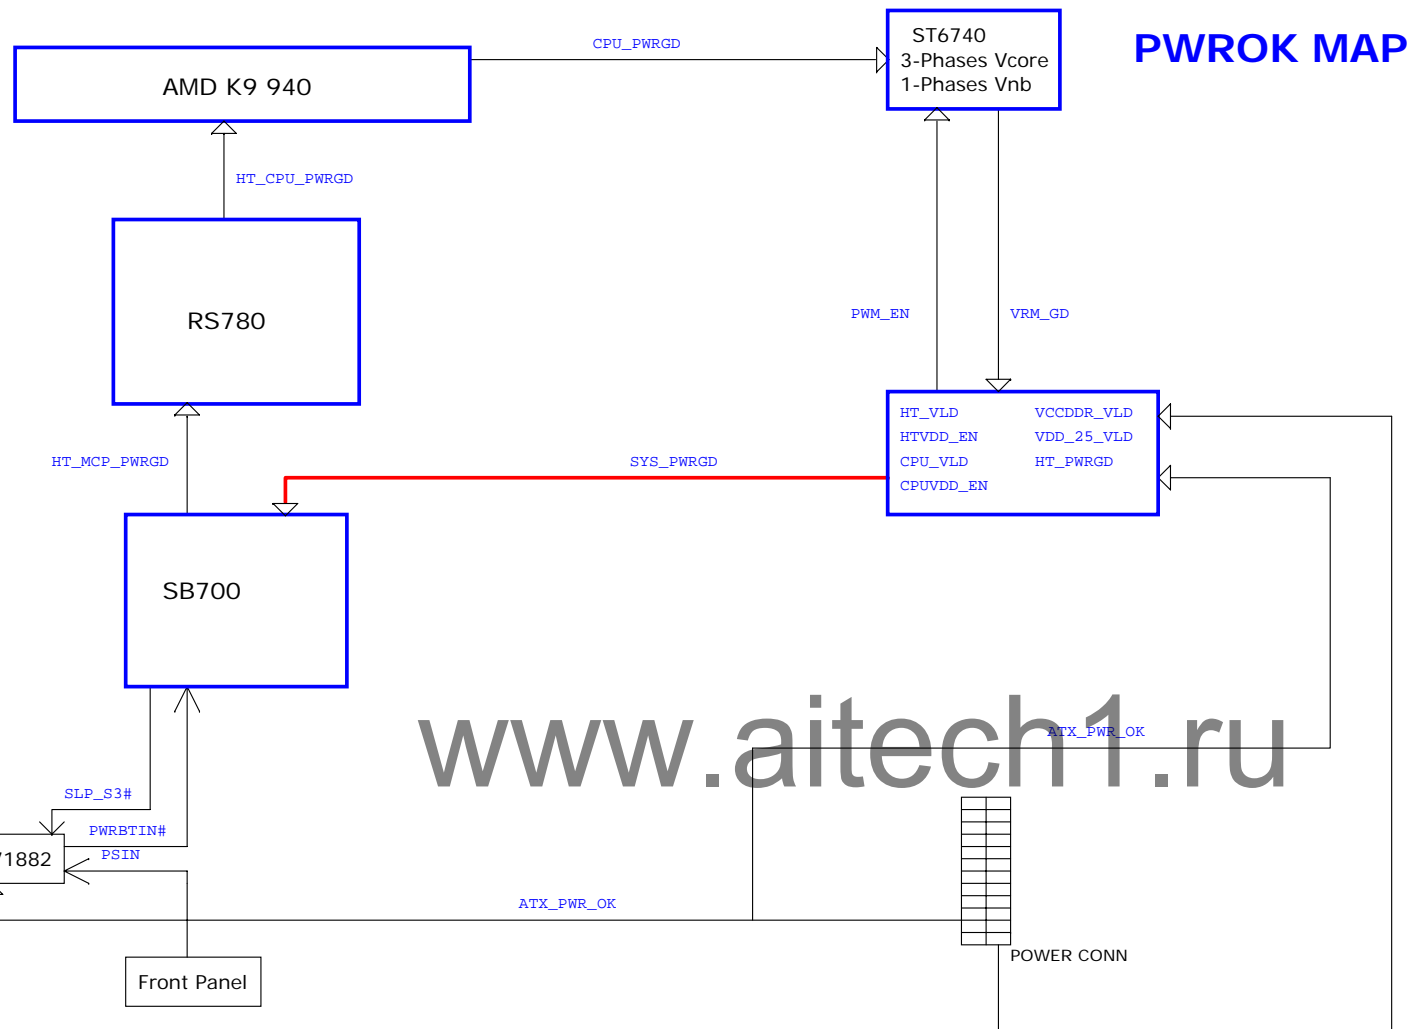 PWROK MAP
CPU_PWRGD
ST6740
3-Phases Vcore
1-Phases Vnb
AMD K9 940
HT_CPU_PWRGD
RS780
PWM_EN
VRM_GD
HT_MCP_PWRGD
SYS_PWRGD
HT_VLD
HTVDD_EN
CPU_VLD
CPUVDD_EN
VCCDDR_VLD
VDD_25_VLD
HT_PWRGD
SB700
www.aitech1.ru
ATX_PWR_OK
SLP_S3#
PWRBTIN#
PSIN
1882
ATX_PWR_OK
POWER CONN
Front Panel